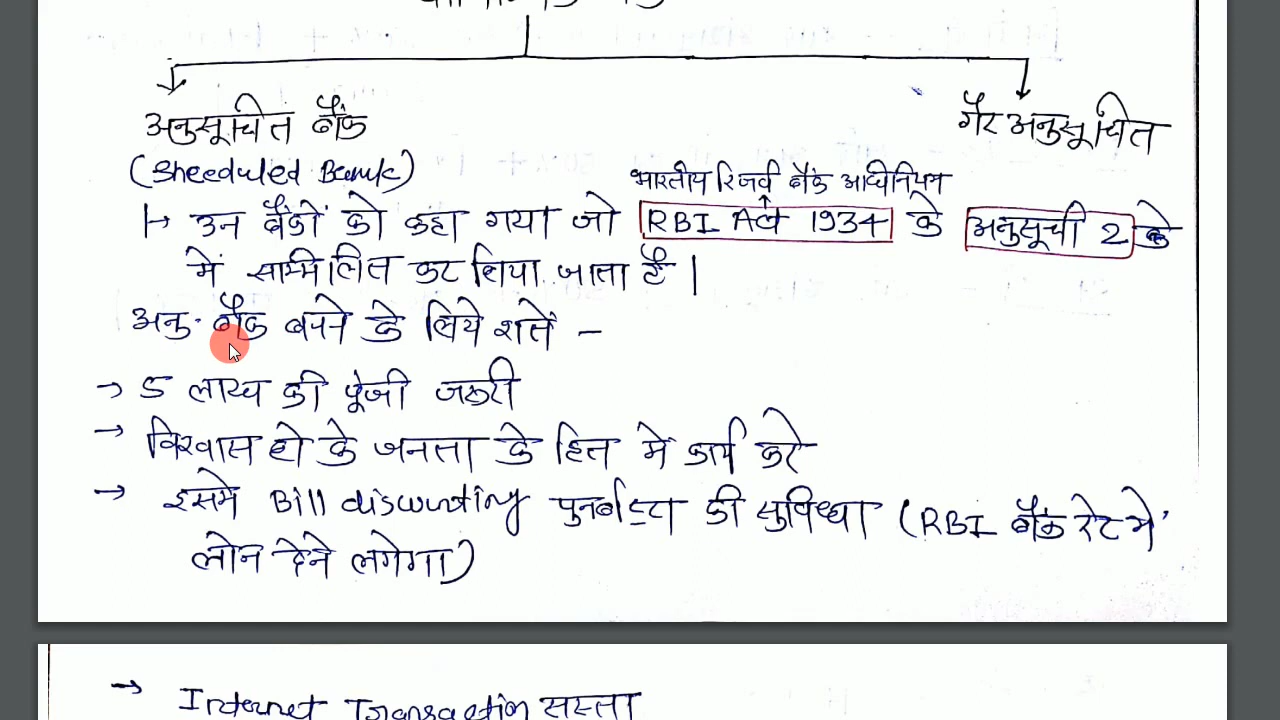 अनुसूचित बैंक
गैर अनुसूचित
(Sheeduled Bank)
भारतीय रिजर्व बैंक अधिनियम
↦ उन बैंकों को कहा गया जो RBI Act 1934 के अनुसूची 2 के
में सम्मिलित कर लिया जाता है |
अनु. बैंक बनने के लिये शर्तें –
→ 5 लाख की पूंजी जरूरी
→ विश्वास हो के जनता के हित में कार्य करे
→ इसमे Bill discounting पुनर्बट्टा की सुविधा (RBI बैंक रेट में
लोन देने लगेगा)
→ Internet Transaction सस्ता